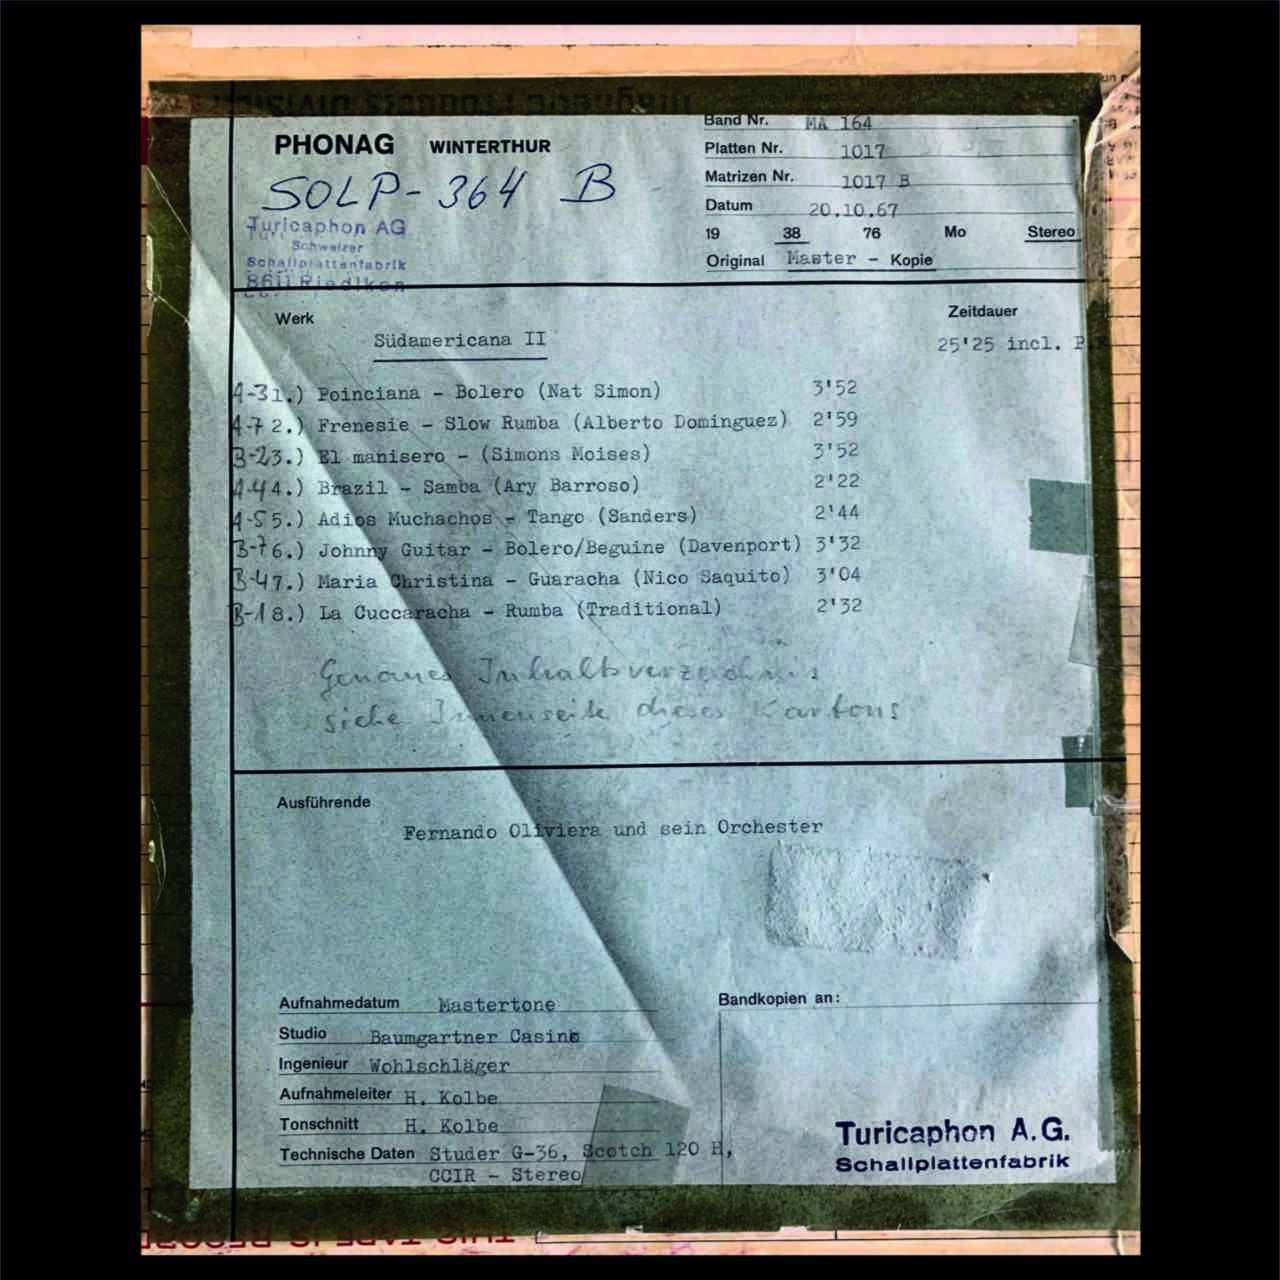 PHONAG WINTERTHUR
SOLP-364 B
Turicaphon AG
Schweizer
Schallplattenfabrik
8611 Riedikon
Band Nr. MA 164
Platten Nr. 1017
Matrizen Nr. 1017 B
Datum 20.10.67
19 38 76 Mo Stereo
Original Master - Kopie
Werk
Zeitdauer
Südamericana II
25'25 incl. P.
A-3 1.) Poinciana - Bolero (Nat Simon) 3'52
A-7 2.) Frenesie - Slow Rumba (Alberto Dominguez) 2'59
B-2 3.) El manisero - (Simons Moises) 3'52
A-4 4.) Brazil - Samba (Ary Barroso) 2'22
A-5 5.) Adios Muchachos - Tango (Sanders) 2'44
B-7 6.) Johnny Guitar - Bolero/Beguine (Davenport) 3'32
B-4 7.) Maria Christina - Guaracha (Nico Saquito) 3'04
B-1 8.) La Cuccaracha - Rumba (Traditional) 2'32
Genaues Inhaltsverzeichnis
siehe Innenseite dieses Kartons
Ausführende
Fernando Oliviera und sein Orchester
Aufnahmedatum Mastertone
Studio Baumgartner Casino
Ingenieur Wohlschläger
Aufnahmeleiter H. Kolbe
Tonschnitt H. Kolbe
Technische Daten Studer G-36, Scotch 120 H,
CCIR - Stereo
Bandkopien an:
Turicaphon A.G.
Schallplattenfabrik